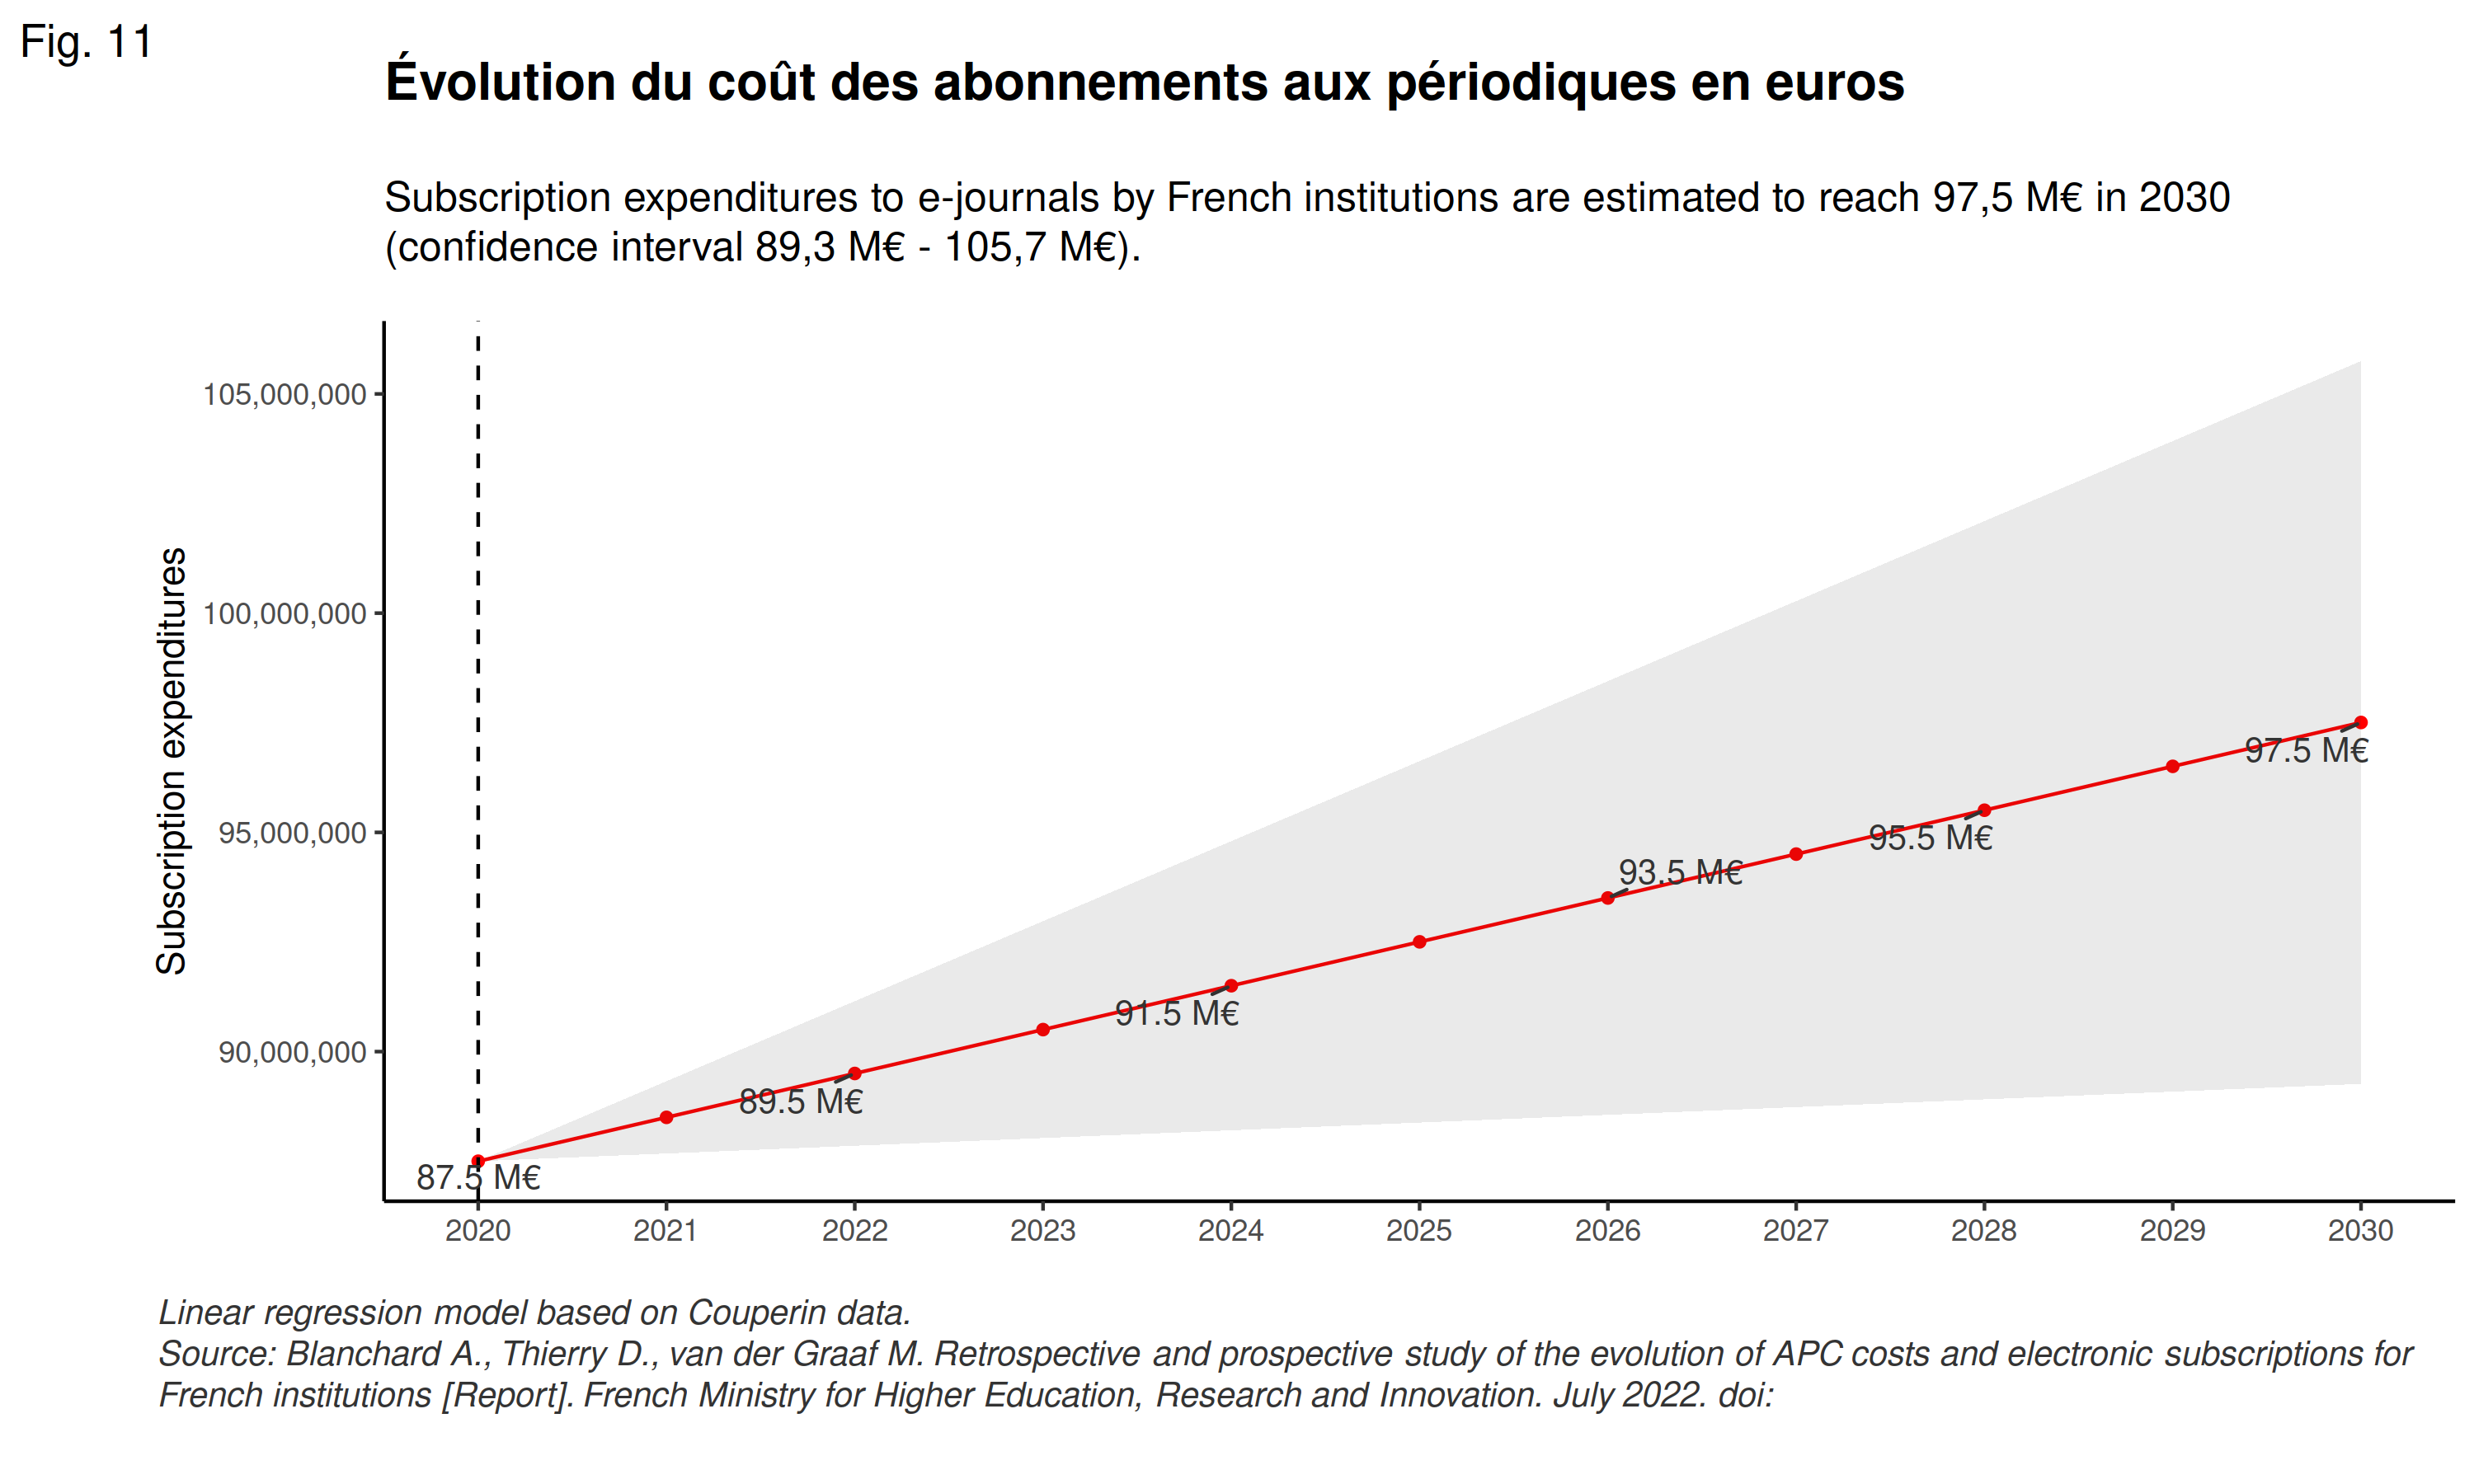 Fig. 11
Évolution du coût des abonnements aux périodiques en euros
Subscription expenditures to e-journals by French institutions are estimated to reach 97,5 M€ in 2030
(confidence interval 89,3 M€ - 105,7 M€).
Subscription expenditures
105,000,000
100,000,000
95,000,000
90,000,000
87.5 M€
89.5 M€
91.5 M€
93.5 M€
95.5 M€
97.5 M€
2020 2021 2022 2023 2024 2025 2026 2027 2028 2029 2030
Linear regression model based on Couperin data.
Source: Blanchard A., Thierry D., van der Graaf M. Retrospective and prospective study of the evolution of APC costs and electronic subscriptions for
French institutions [Report]. French Ministry for Higher Education, Research and Innovation. July 2022. doi: